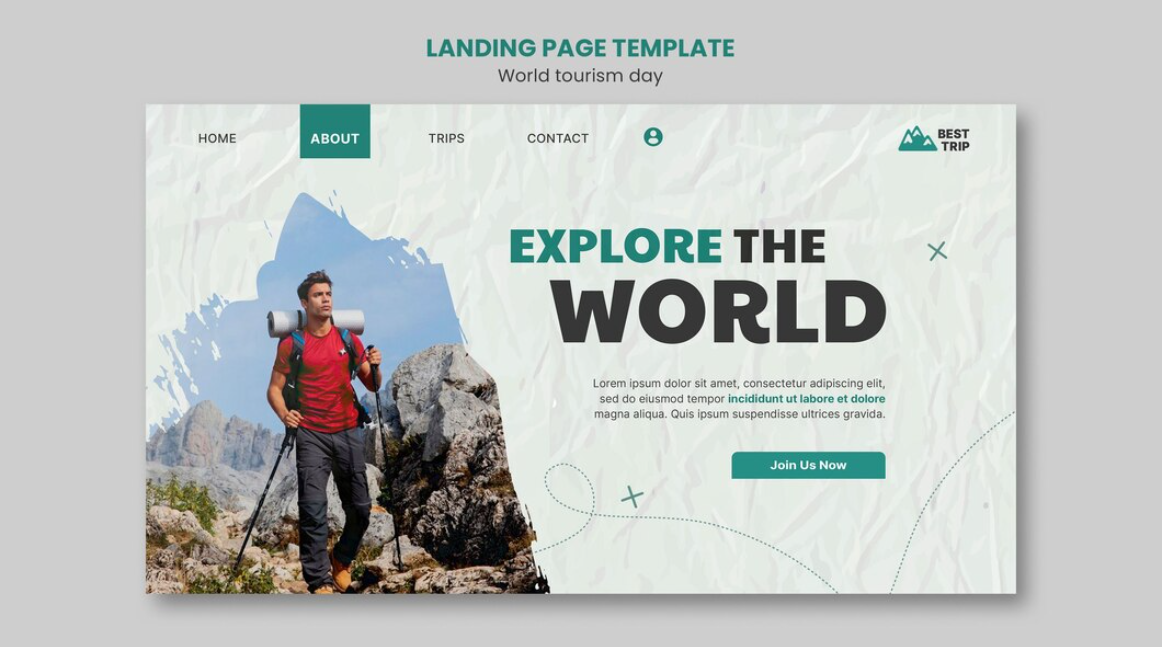 LANDING PAGE TEMPLATE
World tourism day
HOME
ABOUT
TRIPS
CONTACT
BEST
TRIP
EXPLORE THE
WORLD
Lorem ipsum dolor sit amet, consectetur adipiscing elit,
sed do eiusmod tempor incididunt ut labore et dolore
magna aliqua. Quis ipsum suspendisse ultrices gravida.
Join Us Now